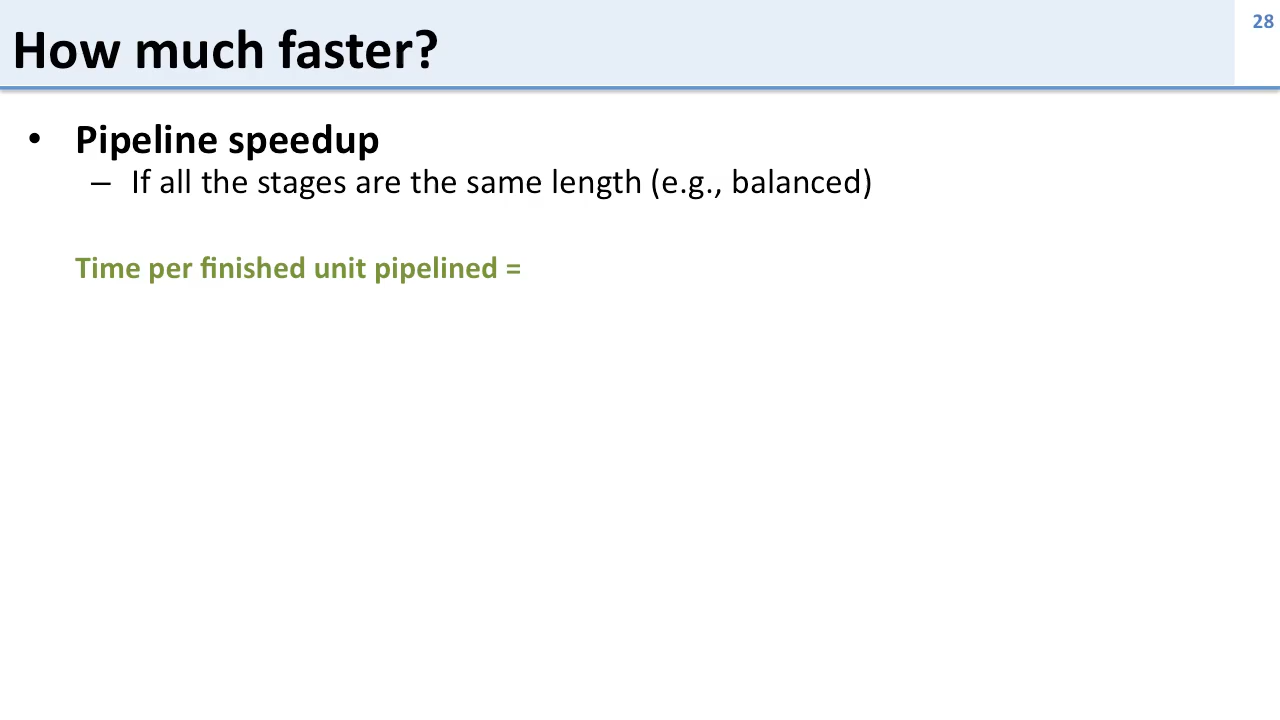 How much faster?
28
• Pipeline speedup
– If all the stages are the same length (e.g., balanced)
Time per finished unit pipelined =